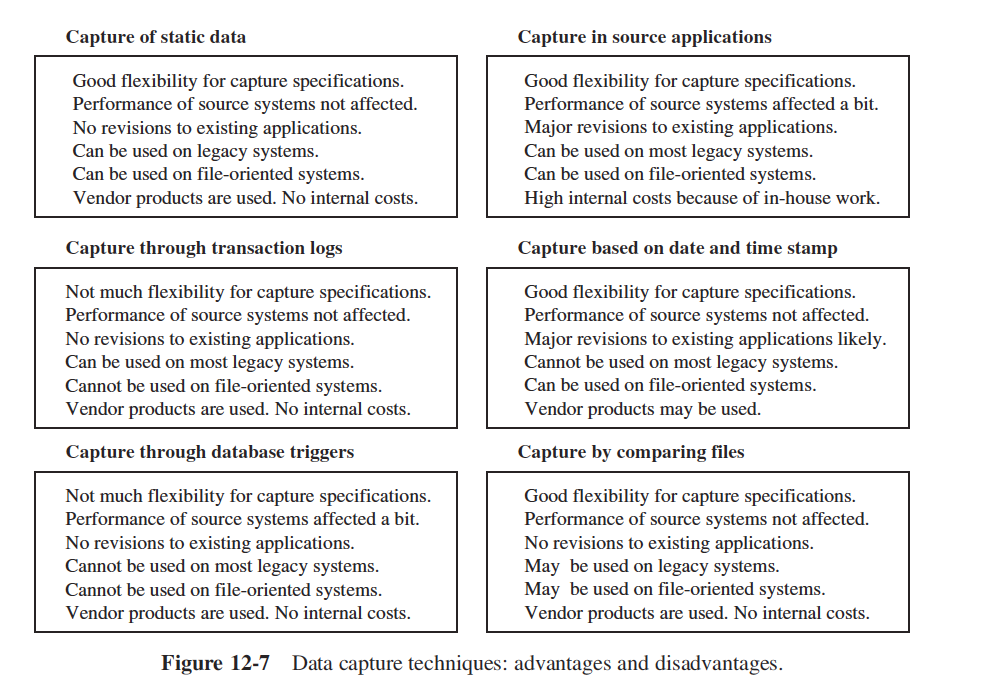 Capture of static data
Good flexibility for capture specifications.
Performance of source systems not affected.
No revisions to existing applications.
Can be used on legacy systems.
Can be used on file-oriented systems.
Vendor products are used. No internal costs.
Capture in source applications
Good flexibility for capture specifications.
Performance of source systems affected a bit.
Major revisions to existing applications.
Can be used on most legacy systems.
Can be used on file-oriented systems.
High internal costs because of in-house work.
Capture through transaction logs
Not much flexibility for capture specifications.
Performance of source systems not affected.
No revisions to existing applications.
Can be used on most legacy systems.
Cannot be used on file-oriented systems.
Vendor products are used. No internal costs.
Capture based on date and time stamp
Good flexibility for capture specifications.
Performance of source systems not affected.
Major revisions to existing applications likely.
Cannot be used on most legacy systems.
Can be used on file-oriented systems.
Vendor products may be used.
Capture through database triggers
Not much flexibility for capture specifications.
Performance of source systems affected a bit.
No revisions to existing applications.
Cannot be used on most legacy systems.
Cannot be used on file-oriented systems.
Vendor products are used. No internal costs.
Capture by comparing files
Good flexibility for capture specifications.
Performance of source systems not affected.
No revisions to existing applications.
May be used on legacy systems.
May be used on file-oriented systems.
Vendor products are used. No internal costs.
Figure 12-7 Data capture techniques: advantages and disadvantages.